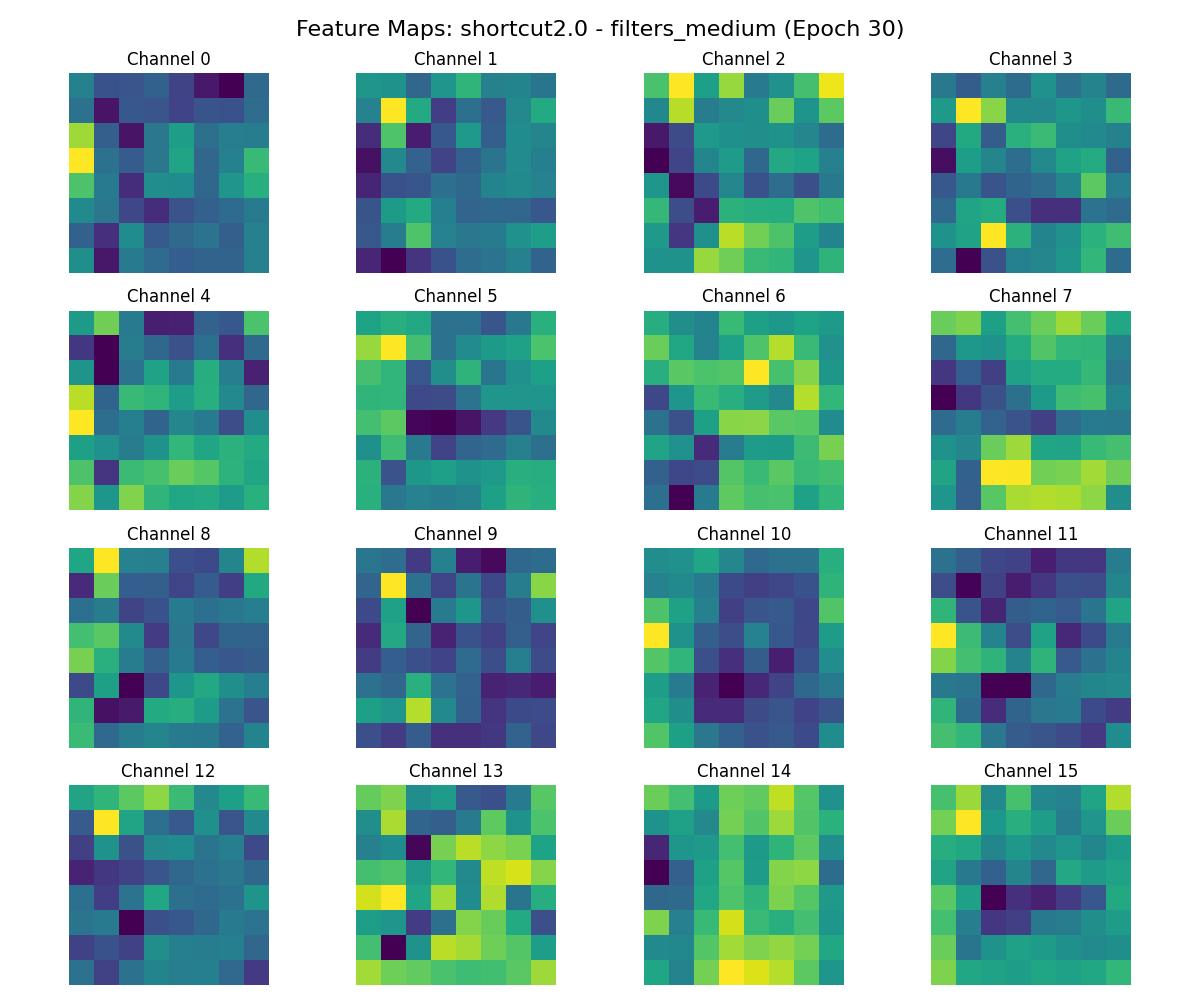 Feature Maps: shortcut2.0 - filters_medium (Epoch 30)
Channel 0
Channel 1
Channel 2
Channel 3
Channel 4
Channel 5
Channel 6
Channel 7
Channel 8
Channel 9
Channel 10
Channel 11
Channel 12
Channel 13
Channel 14
Channel 15